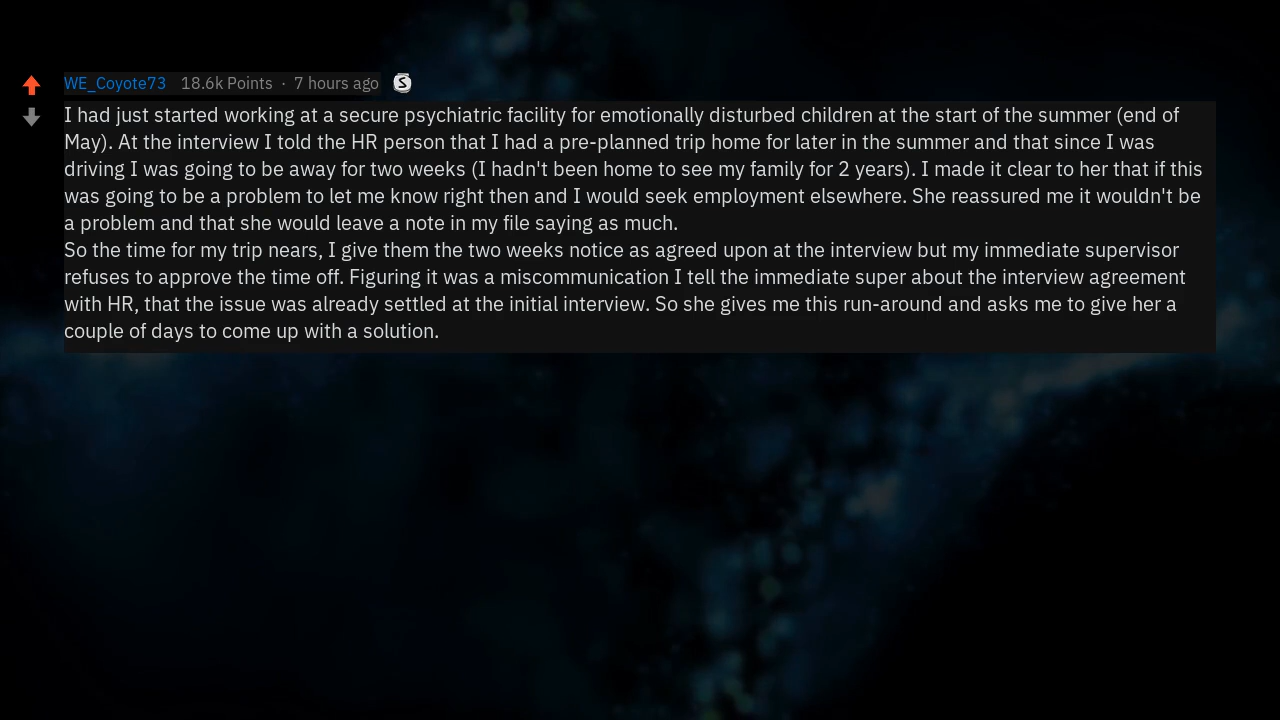 WE_Coyote73 18.6k Points · 7 hours ago S
I had just started working at a secure psychiatric facility for emotionally disturbed children at the start of the summer (end of
May). At the interview I told the HR person that I had a pre-planned trip home for later in the summer and that since I was
driving I was going to be away for two weeks (I hadn't been home to see my family for 2 years). I made it clear to her that if this
was going to be a problem to let me know right then and I would seek employment elsewhere. She reassured me it wouldn't be
a problem and that she would leave a note in my file saying as much.
So the time for my trip nears, I give them the two weeks notice as agreed upon at the interview but my immediate supervisor
refuses to approve the time off. Figuring it was a miscommunication I tell the immediate super about the interview agreement
with HR, that the issue was already settled at the initial interview. So she gives me this run-around and asks me to give her a
couple of days to come up with a solution.